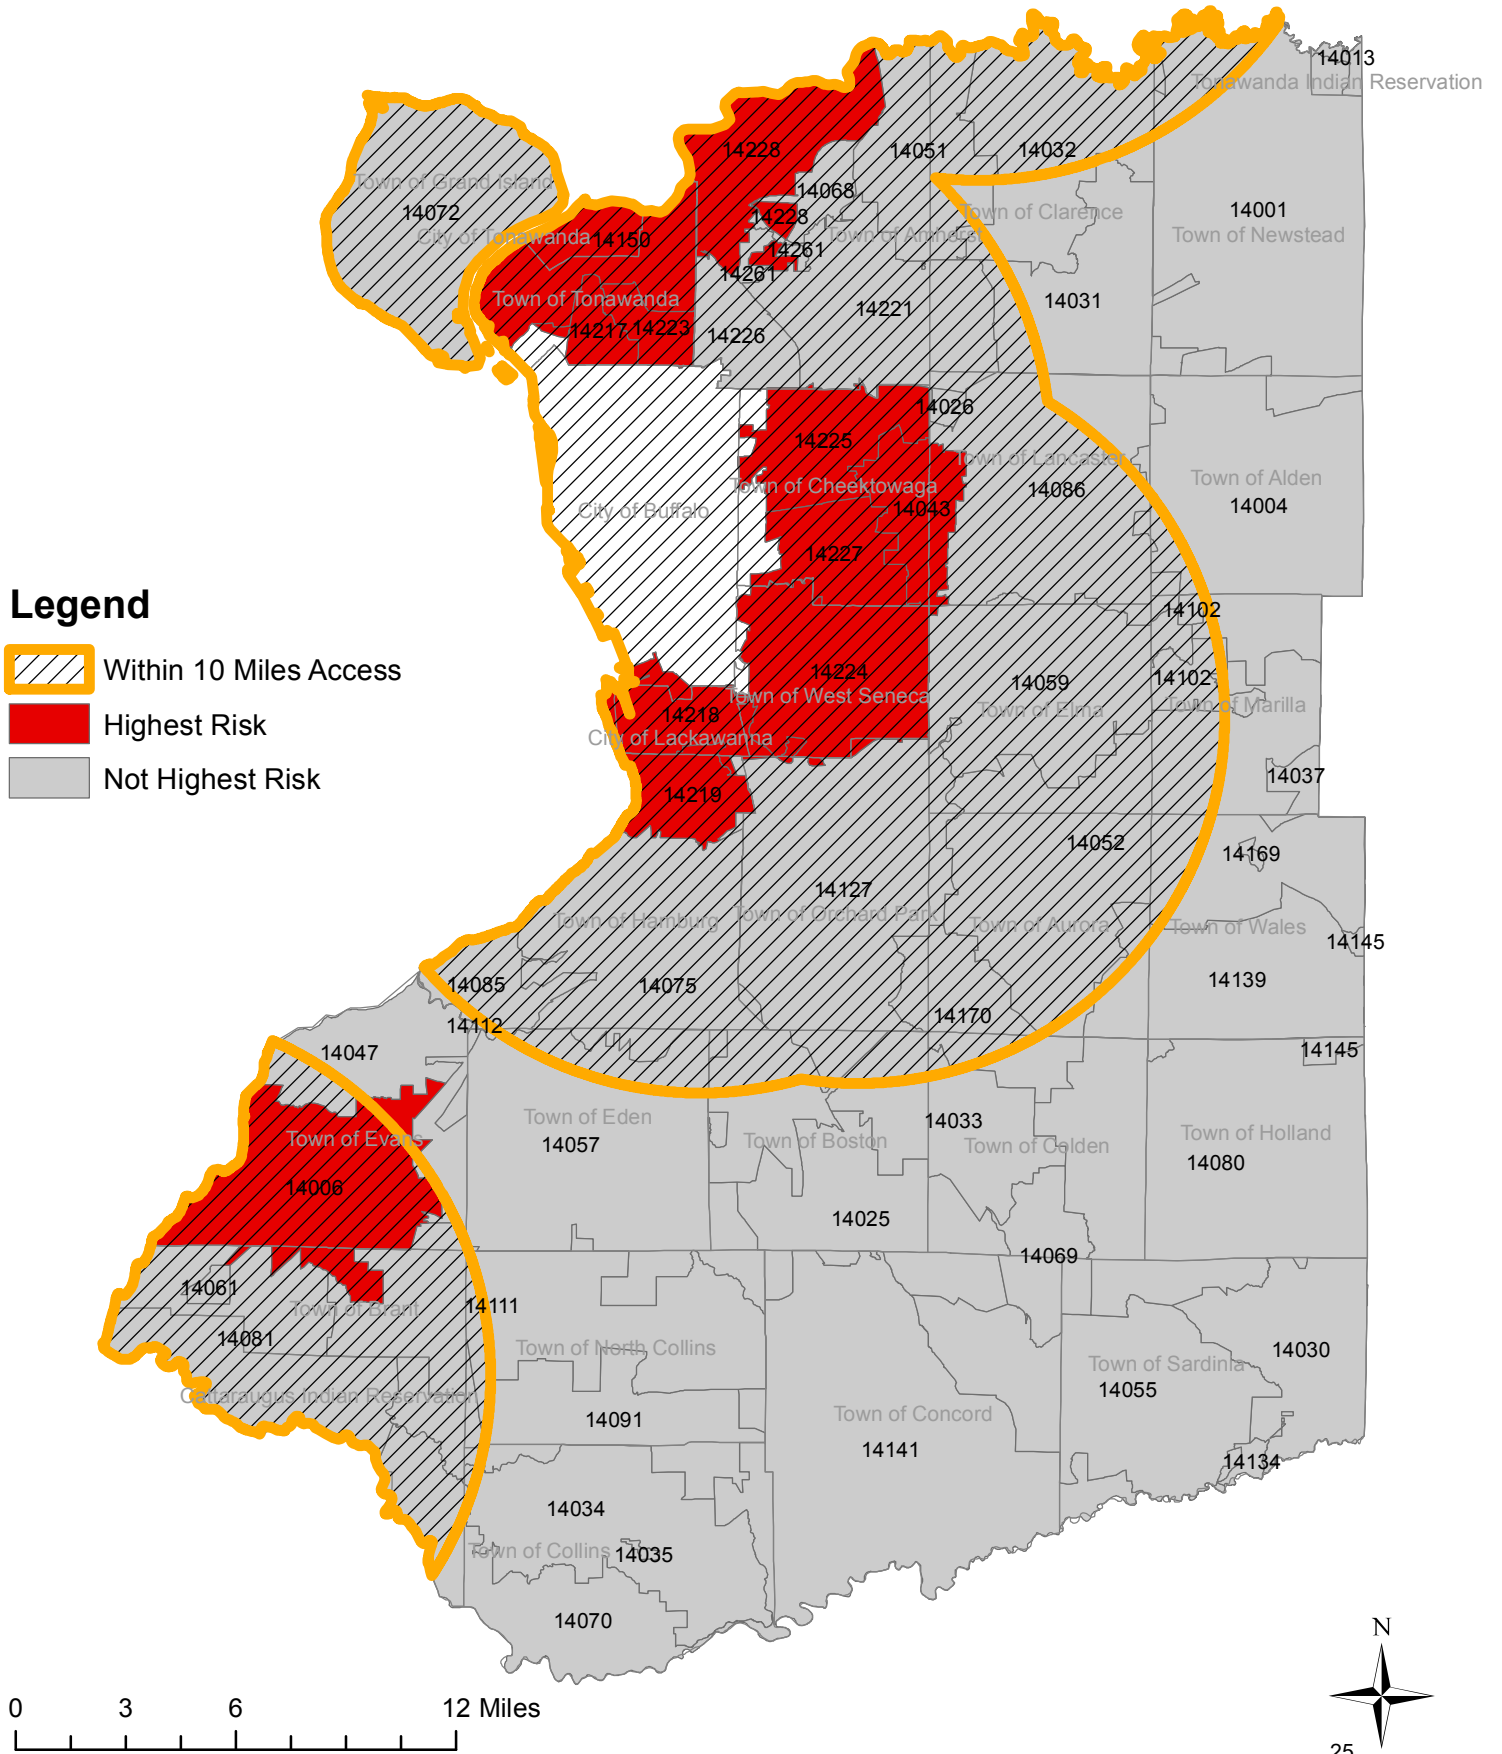 14013
Tonawanda Indian Reservation
14228
14051
14032
14068
Town of Grand Island
14072
14228
Town of Clarence
14001
City of Tonawanda
14150
Town of Amherst
Town of Newstead
14261
14261
Town of Tonawanda
14221
14031
14217
14223
14226
14026
14225
Town of Lancaster
Town of Cheektowaga
14086
Town of Alden
14004
City of Buffalo
14043
14227
Legend
14102
Within 10 Miles Access
14224
14059
14102
Town of West Seneca
Town of Elma
Town of Marilla
Highest Risk
14218
City of Lackawanna
Not Highest Risk
14219
14037
14052
14169
14127
Town of Hamburg
Town of Orchard Park
Town of Aurora
Town of Wales
14145
14085
14075
14139
14112
14170
14047
14145
Town of Evans
Town of Eden
14057
Town of Boston
14033
Town of Colden
Town of Holland
14080
14006
14025
14069
14061
Town of Brant
14111
14081
Town of North Collins
14030
Town of Sardinia
14055
Cattaraugus Indian Reservation
14091
Town of Concord
14141
14134
14034
Town of Collins
14035
14070
N
0 3 6 12 Miles
25